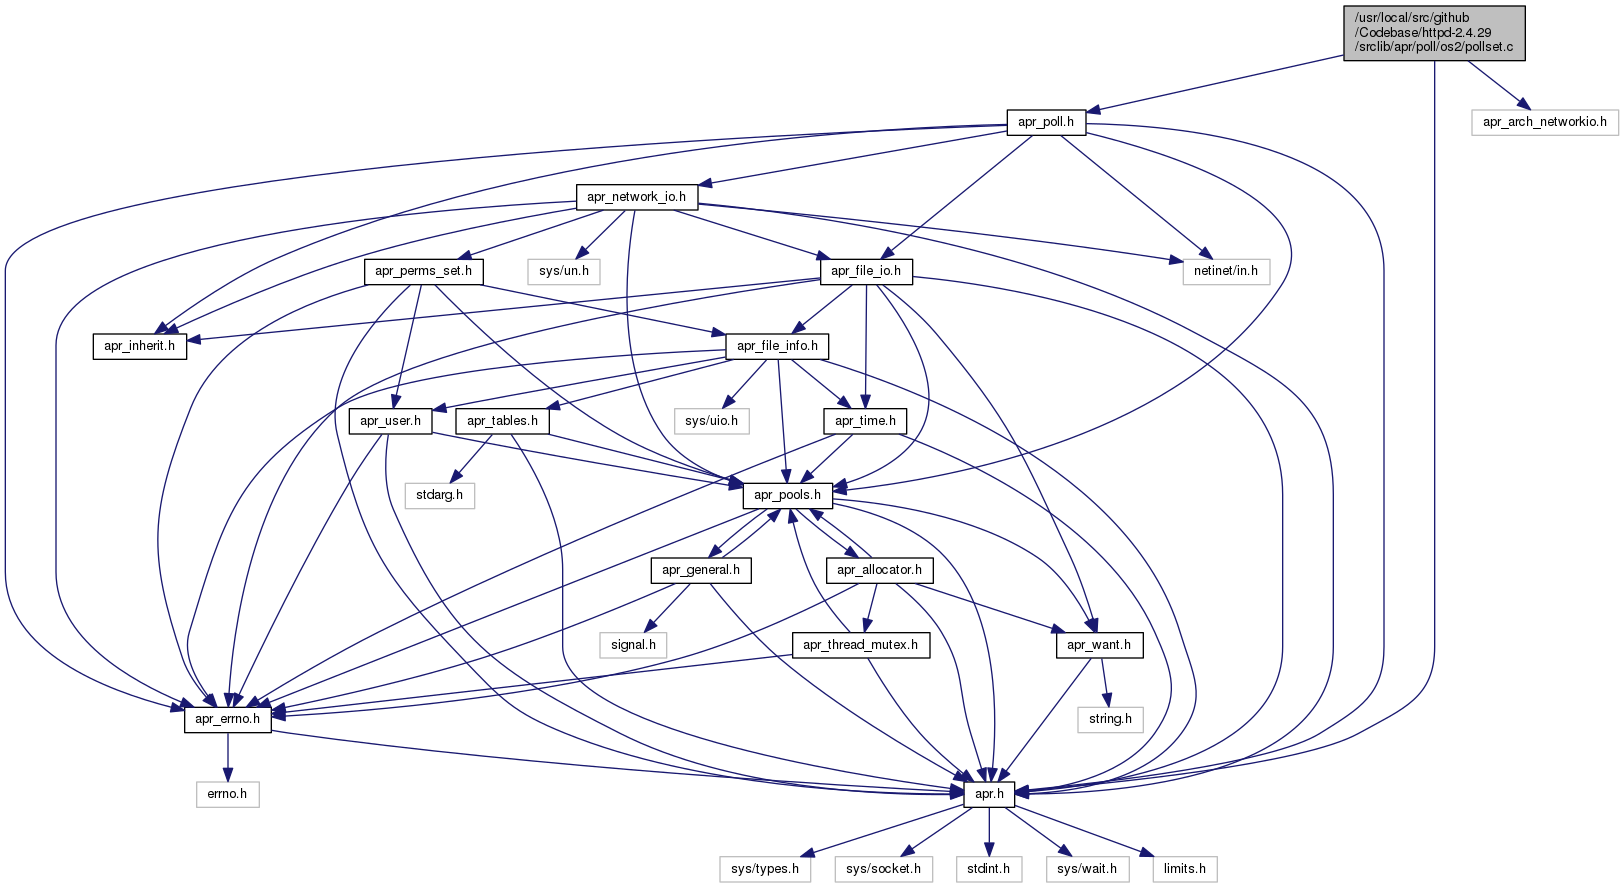 /usr/local/src/github
/Codebase/httpd-2.4.29
/srclib/apr/poll/os2/pollset.c
apr_poll.h
apr_arch_networkio.h
apr_network_io.h
apr_perms_set.h
sys/un.h
apr_file_io.h
netinet/in.h
apr_inherit.h
apr_file_info.h
apr_user.h
apr_tables.h
sys/uio.h
apr_time.h
stdarg.h
apr_pools.h
apr_general.h
apr_allocator.h
signal.h
apr_thread_mutex.h
apr_want.h
apr_errno.h
string.h
errno.h
apr.h
sys/types.h
sys/socket.h
stdint.h
sys/wait.h
limits.h